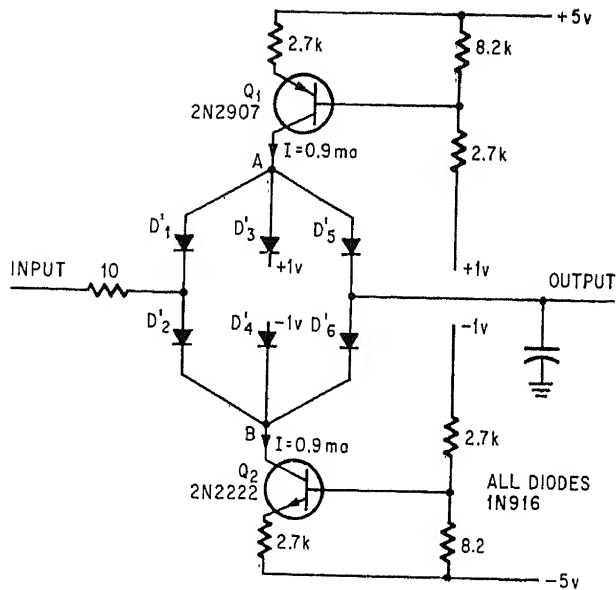 +5v
2.7k
8.2k
Q1
2N2907
2.7k
I=0.9ma
A
D'1
D'3
D'5
+1v
+1v
INPUT
10
OUTPUT
D'2
D'4
-1v
D'6
-1v
B
I=0.9ma
2.7k
Q2
2N2222
ALL DIODES
1N916
2.7k
8.2
-5v